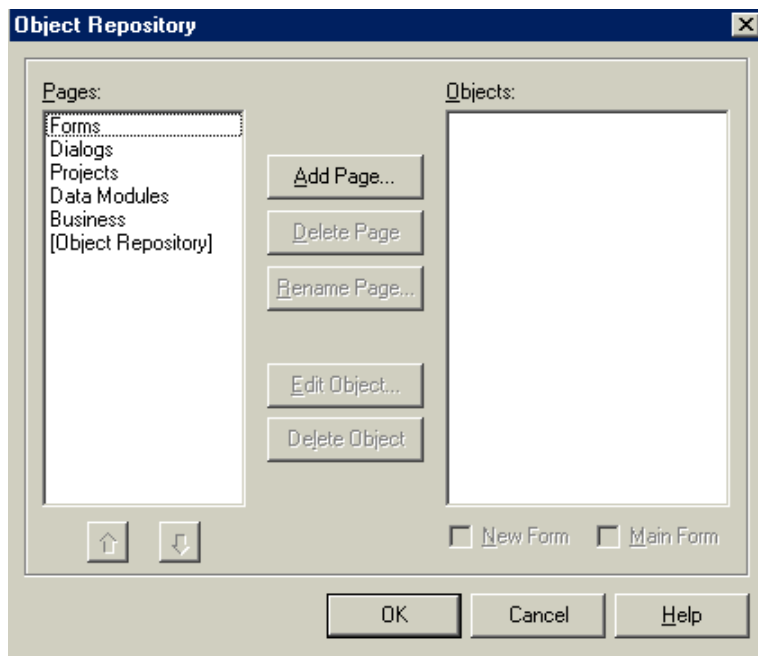 Object Repository
Pages:
Forms
Dialogs
Projects
Data Modules
Business
[Object Repository]
Add Page...
Delete Page
Rename Page...
Edit Object...
Delete Object
Objects:
New Form Main Form
OK Cancel Help